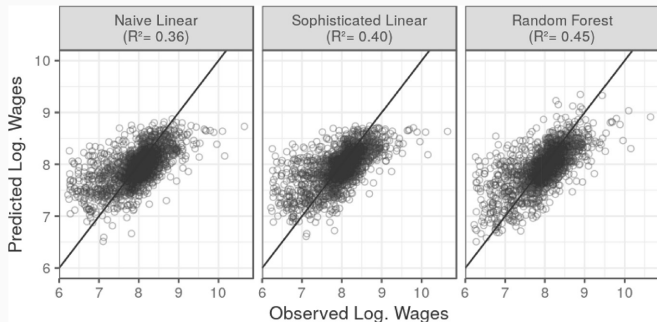 Naive Linear
(R²= 0.36)
Sophisticated Linear
(R²= 0.40)
Random Forest
(R²= 0.45)
Predicted Log. Wages
10
9
8
7
6
6 7 8 9 10
6 7 8 9 10
6 7 8 9 10
Observed Log. Wages